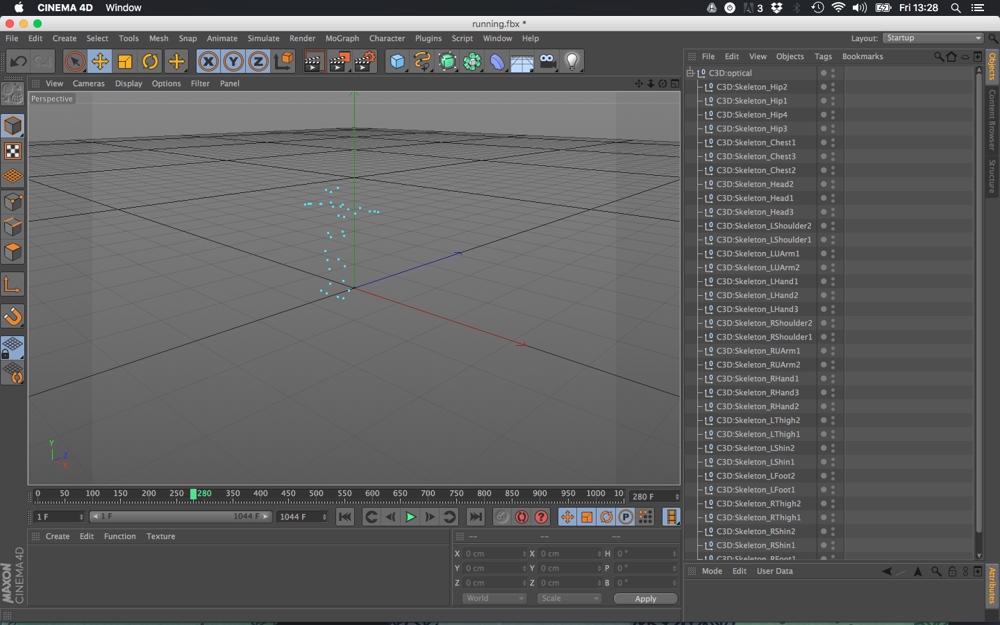 CINEMA 4D Window 3 Fri 13:28
running.fbx *
File Edit Create Select Tools Mesh Snap Animate Simulate Render MoGraph Character Plugins Script Window Help Layout: Startup
X Y Z
File Edit View Objects Tags Bookmarks
View Cameras Display Options Filter Panel
Perspective
Y
Z
X
C3D:optical
C3D:Skeleton_Hip2
C3D:Skeleton_Hip1
C3D:Skeleton_Hip4
C3D:Skeleton_Hip3
C3D:Skeleton_Chest1
C3D:Skeleton_Chest3
C3D:Skeleton_Chest2
C3D:Skeleton_Head2
C3D:Skeleton_Head1
C3D:Skeleton_Head3
C3D:Skeleton_LShoulder2
C3D:Skeleton_LShoulder1
C3D:Skeleton_LUArm1
C3D:Skeleton_LUArm2
C3D:Skeleton_LHand1
C3D:Skeleton_LHand2
C3D:Skeleton_LHand3
C3D:Skeleton_RShoulder2
C3D:Skeleton_RShoulder1
C3D:Skeleton_RUArm1
C3D:Skeleton_RUArm2
C3D:Skeleton_RHand1
C3D:Skeleton_RHand3
C3D:Skeleton_RHand2
C3D:Skeleton_LThigh2
C3D:Skeleton_LThigh1
C3D:Skeleton_LShin2
C3D:Skeleton_LShin1
C3D:Skeleton_LFoot2
C3D:Skeleton_LFoot1
C3D:Skeleton_RThigh2
C3D:Skeleton_RThigh1
C3D:Skeleton_RShin2
C3D:Skeleton_RShin1
C3D:Skeleton_RFoot1
Objects
Content Browser
Structure
0 50 100 150 200 250 280 350 400 450 500 550 600 650 700 750 800 850 900 950 1000 10 280 F
1 F 1 F 1044 F 1044 F P
Create Edit Function Texture
-- -- --
X 0 cm X 0 cm H 0 °
Y 0 cm Y 0 cm P 0 °
Z 0 cm Z 0 cm B 0 °
World Scale Apply
Mode Edit User Data
Attributes
MAXON
CINEMA 4D